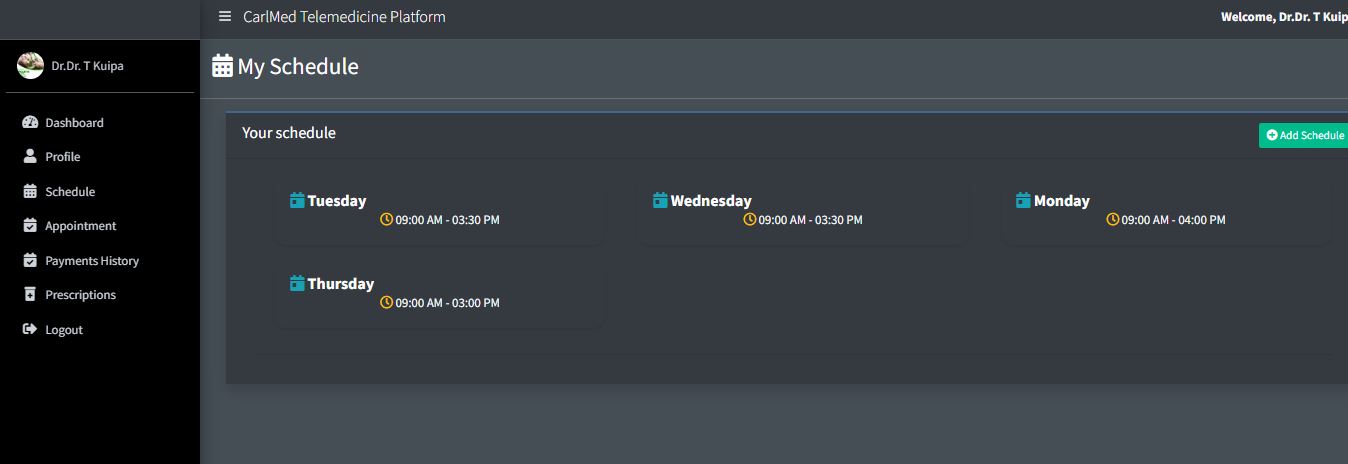 CarlMed Telemedicine Platform
Welcome, Dr.Dr. T Kuip
Dr.Dr. T Kuipa
Dashboard
Profile
Schedule
Appointment
Payments History
Prescriptions
Logout
My Schedule
Your schedule
Add Schedule
Tuesday
09:00 AM - 03:30 PM
Wednesday
09:00 AM - 03:30 PM
Monday
09:00 AM - 04:00 PM
Thursday
09:00 AM - 03:00 PM